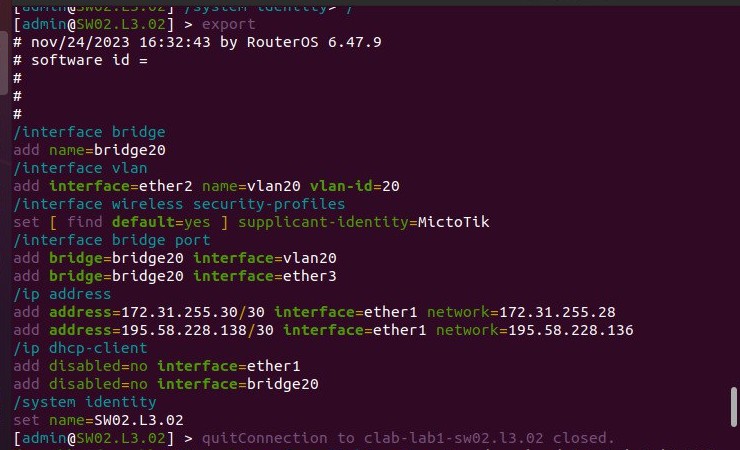 [admin@SW02.L3.02] /system identity> /
[admin@SW02.L3.02] > export
# nov/24/2023 16:32:43 by RouterOS 6.47.9
# software id =
#
#
#
/interface bridge
add name=bridge20
/interface vlan
add interface=ether2 name=vlan20 vlan-id=20
/interface wireless security-profiles
set [ find default=yes ] supplicant-identity=MictoTik
/interface bridge port
add bridge=bridge20 interface=vlan20
add bridge=bridge20 interface=ether3
/ip address
add address=172.31.255.30/30 interface=ether1 network=172.31.255.28
add address=195.58.228.138/30 interface=ether1 network=195.58.228.136
/ip dhcp-client
add disabled=no interface=ether1
add disabled=no interface=bridge20
/system identity
set name=SW02.L3.02
[admin@SW02.L3.02] > quitConnection to clab-lab1-sw02.l3.02 closed.